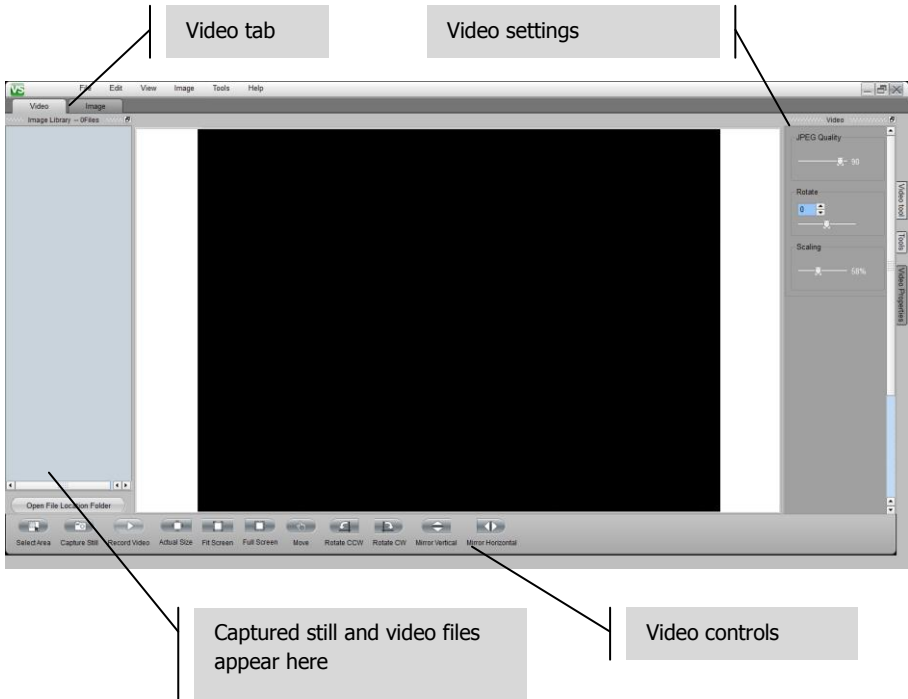 Video tab
Video settings
VS
File Edit View Image Tools Help
Video Image
Image Library -- 0Files
Video
JPEG Quality
90
Rotate
0
Scaling
58%
Video tool
Tools
Video Properties
Open File Location Folder
Select Area Capture Still Record Video Actual Size Fit Screen Full Screen Move Rotate CCW Rotate CW Mirror Vertical Mirror Horizontal
Captured still and video files
appear here
Video controls